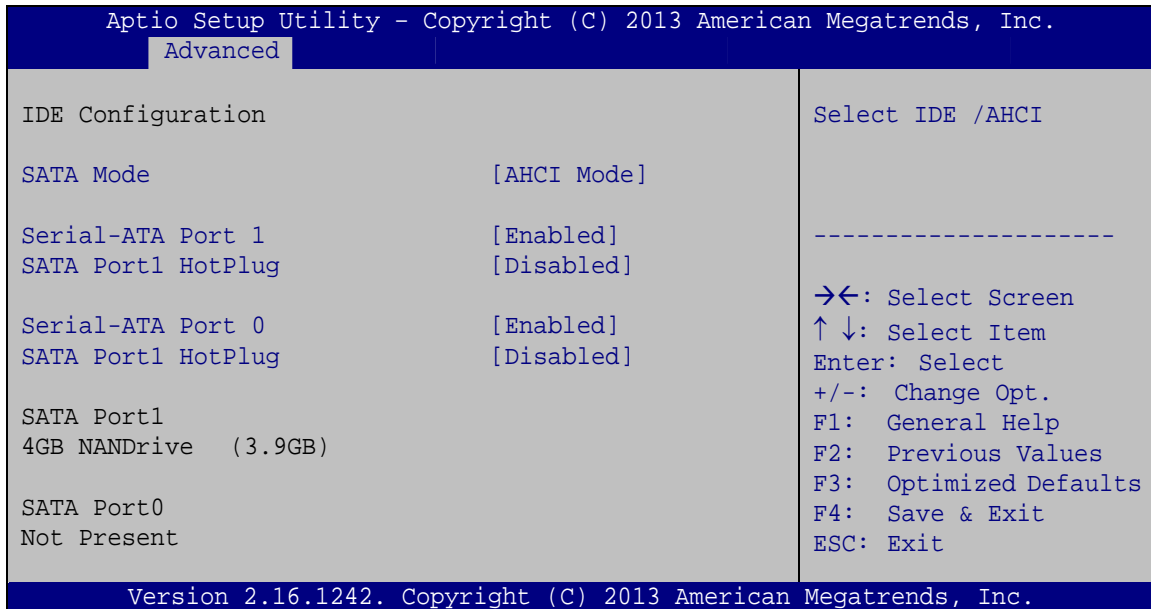 Aptio Setup Utility – Copyright (C) 2013 American Megatrends, Inc.
Advanced
IDE Configuration
SATA Mode [AHCI Mode]
Serial-ATA Port 1 [Enabled]
SATA Port1 HotPlug [Disabled]
Serial-ATA Port 0 [Enabled]
SATA Port1 HotPlug [Disabled]
SATA Port1
4GB NANDrive (3.9GB)
SATA Port0
Not Present
Select IDE /AHCI
---------------------
→←: Select Screen
↑ ↓: Select Item
Enter: Select
+/-: Change Opt.
F1: General Help
F2: Previous Values
F3: Optimized Defaults
F4: Save & Exit
ESC: Exit
Version 2.16.1242. Copyright (C) 2013 American Megatrends, Inc.